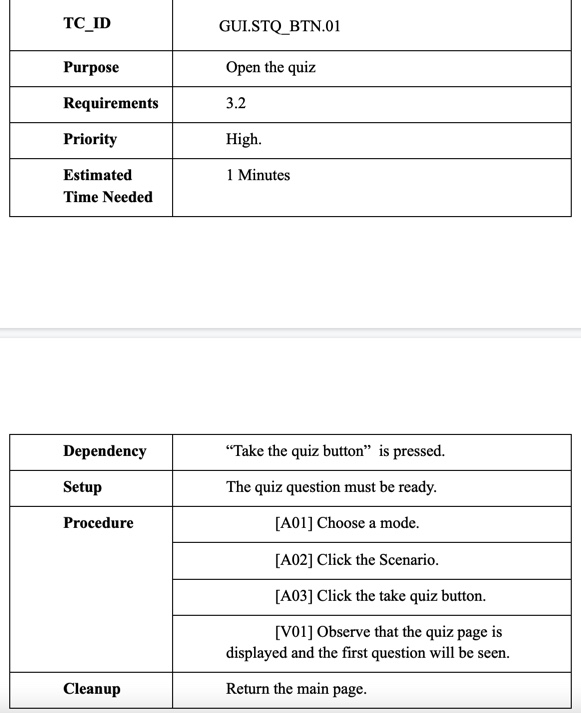 TC_ID GUI.STQ_BTN.01
Purpose Open the quiz
Requirements 3.2
Priority High.
Estimated 1 Minutes
Time Needed
Dependency “Take the quiz button” is pressed.
Setup The quiz question must be ready.
Procedure [A01] Choose a mode.
[A02] Click the Scenario.
[A03] Click the take quiz button.
[V01] Observe that the quiz page is
displayed and the first question will be seen.
Cleanup Return the main page.